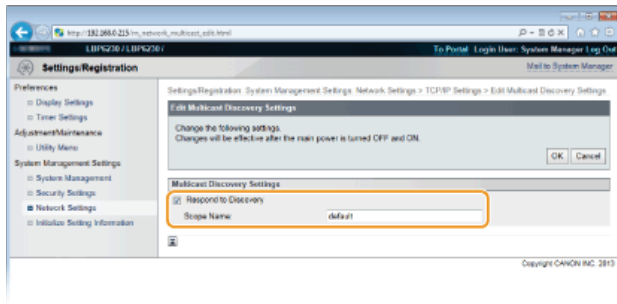 http://192.168.0.215/m_network_multicast_edit.html
LBP6230 / LBP6230 /
To Portal Login User: System Manager Log Out
Settings/Registration
Mail to System Manager
Preferences
Display Settings
Timer Settings
Adjustment/Maintenance
Utility Menu
System Management Settings
System Management
Security Settings
Network Settings
Initialize Setting Information
Settings/Registration: System Management Settings: Network Settings > TCP/IP Settings > Edit Multicast Discovery Settings
Edit Multicast Discovery Settings
Change the following settings.
Changes will be effective after the main power is turned OFF and ON.
OK Cancel
Multicast Discovery Settings
Respond to Discovery
Scope Name: default
Copyright CANON INC. 2013